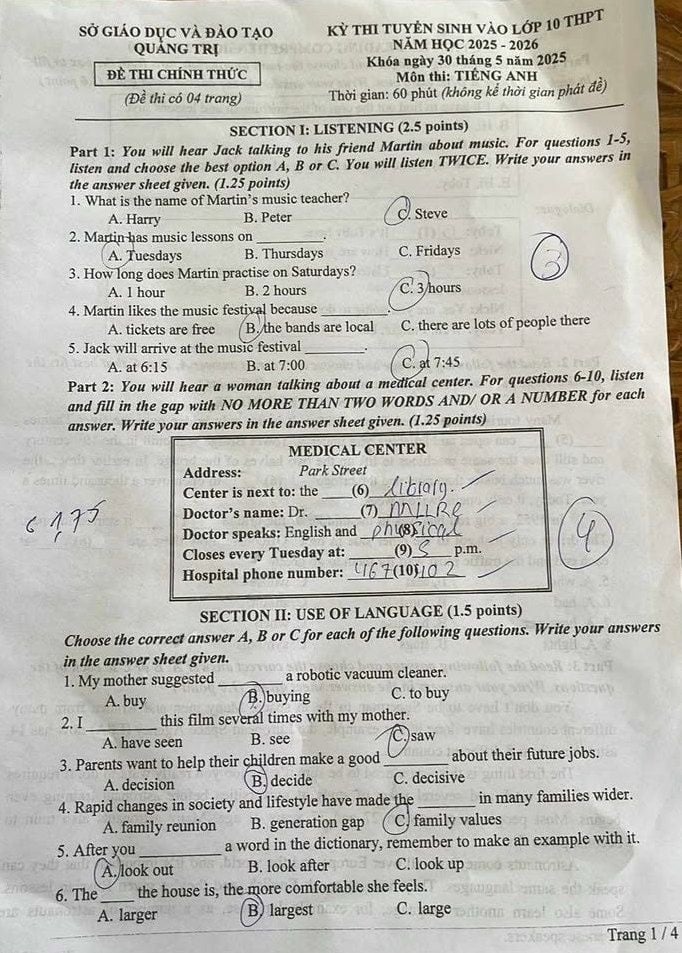 SỞ GIÁO DỤC VÀ ĐÀO TẠO
QUẢNG TRỊ
ĐỀ THI CHÍNH THỨC
(Đề thi có 04 trang)
KỲ THI TUYỂN SINH VÀO LỚP 10 THPT
NĂM HỌC 2025 - 2026
Khóa ngày 30 tháng 5 năm 2025
Môn thi: TIẾNG ANH
Thời gian: 60 phút (không kể thời gian phát đề)
SECTION I: LISTENING (2.5 points)
Part 1: You will hear Jack talking to his friend Martin about music. For questions 1-5,
listen and choose the best option A, B or C. You will listen TWICE. Write your answers in
the answer sheet given. (1.25 points)
1. What is the name of Martin's music teacher?
A. Harry B. Peter C. Steve
2. Martin has music lessons on ________.
A. Tuesdays B. Thursdays C. Fridays
3
3. How long does Martin practise on Saturdays?
A. 1 hour B. 2 hours C. 3 hours
4. Martin likes the music festival because ________.
A. tickets are free B. the bands are local C. there are lots of people there
5. Jack will arrive at the music festival ________.
A. at 6:15 B. at 7:00 C. at 7:45
Part 2: You will hear a woman talking about a medical center. For questions 6-10, listen
and fill in the gap with NO MORE THAN TWO WORDS AND/ OR A NUMBER for each
answer. Write your answers in the answer sheet given. (1.25 points)
MEDICAL CENTER
Address: Park Street
Center is next to: the ____(6) library.
Doctor's name: Dr. ____(7)
Doctor speaks: English and (8) physical
Closes every Tuesday at: ____(9) 5 p.m.
Hospital phone number: 467 (10) 102
4
SECTION II: USE OF LANGUAGE (1.5 points)
Choose the correct answer A, B or C for each of the following questions. Write your answers
in the answer sheet given.
1. My mother suggested ________ a robotic vacuum cleaner.
A. buy B. buying C. to buy
2. I ________ this film several times with my mother.
A. have seen B. see C. saw
3. Parents want to help their children make a good ________ about their future jobs.
A. decision B. decide C. decisive
4. Rapid changes in society and lifestyle have made the ________ in many families wider.
A. family reunion B. generation gap C. family values
5. After you ________ a word in the dictionary, remember to make an example with it.
A. look out B. look after C. look up
6. The ____ the house is, the more comfortable she feels.
A. larger B. largest C. large
Trang 1 / 4